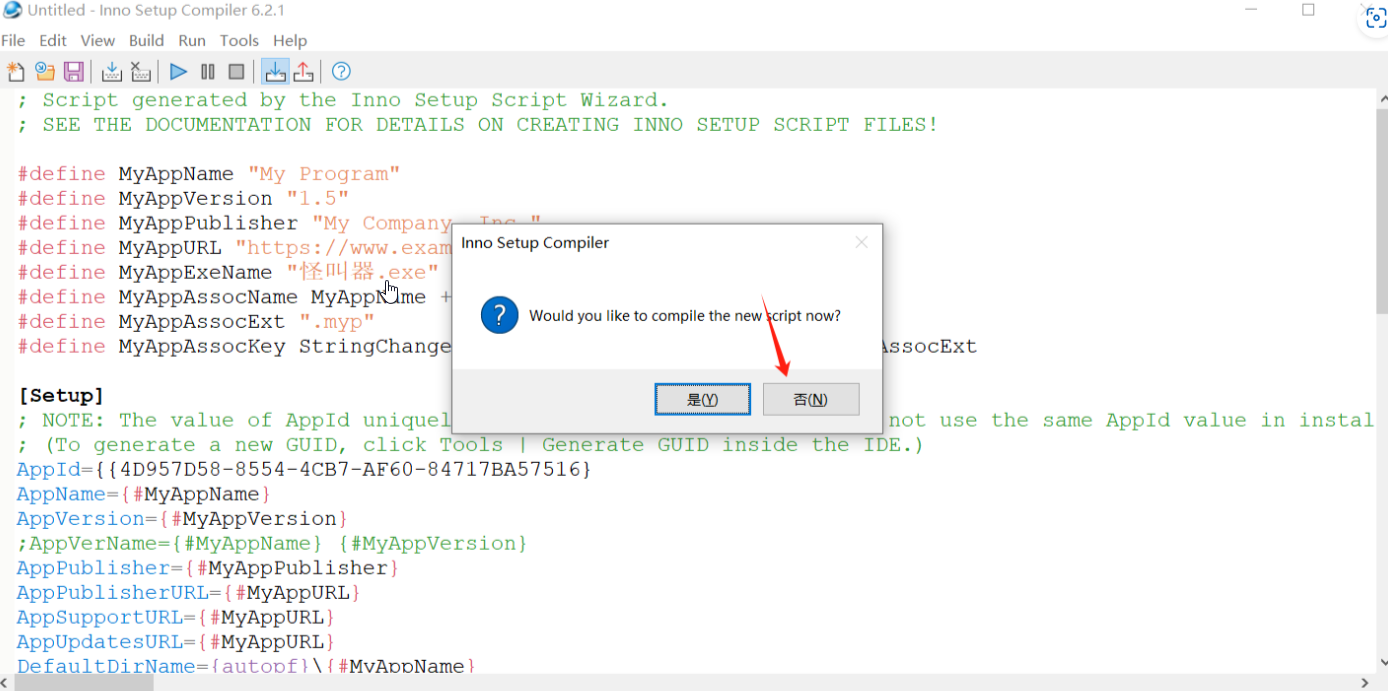 Untitled - Inno Setup Compiler 6.2.1
File Edit View Build Run Tools Help
; Script generated by the Inno Setup Script Wizard.
; SEE THE DOCUMENTATION FOR DETAILS ON CREATING INNO SETUP SCRIPT FILES!
#define MyAppName "My Program"
#define MyAppVersion "1.5"
#define MyAppPublisher "My Company, Inc."
#define MyAppURL "https://www.exam
#define MyAppExeName "怪叫器.exe"
#define MyAppAssocName MyAppName +
#define MyAppAssocExt ".myp"
#define MyAppAssocKey StringChange AssocExt
Inno Setup Compiler
Would you like to compile the new script now?
是(Y) 否(N)
[Setup]
; NOTE: The value of AppId uniquel not use the same AppId value in instal
; (To generate a new GUID, click Tools | Generate GUID inside the IDE.)
AppId={{4D957D58-8554-4CB7-AF60-84717BA57516}
AppName={#MyAppName}
AppVersion={#MyAppVersion}
;AppVerName={#MyAppName} {#MyAppVersion}
AppPublisher={#MyAppPublisher}
AppPublisherURL={#MyAppURL}
AppSupportURL={#MyAppURL}
AppUpdatesURL={#MyAppURL}
DefaultDirName={autopf}\{#MyAppName}